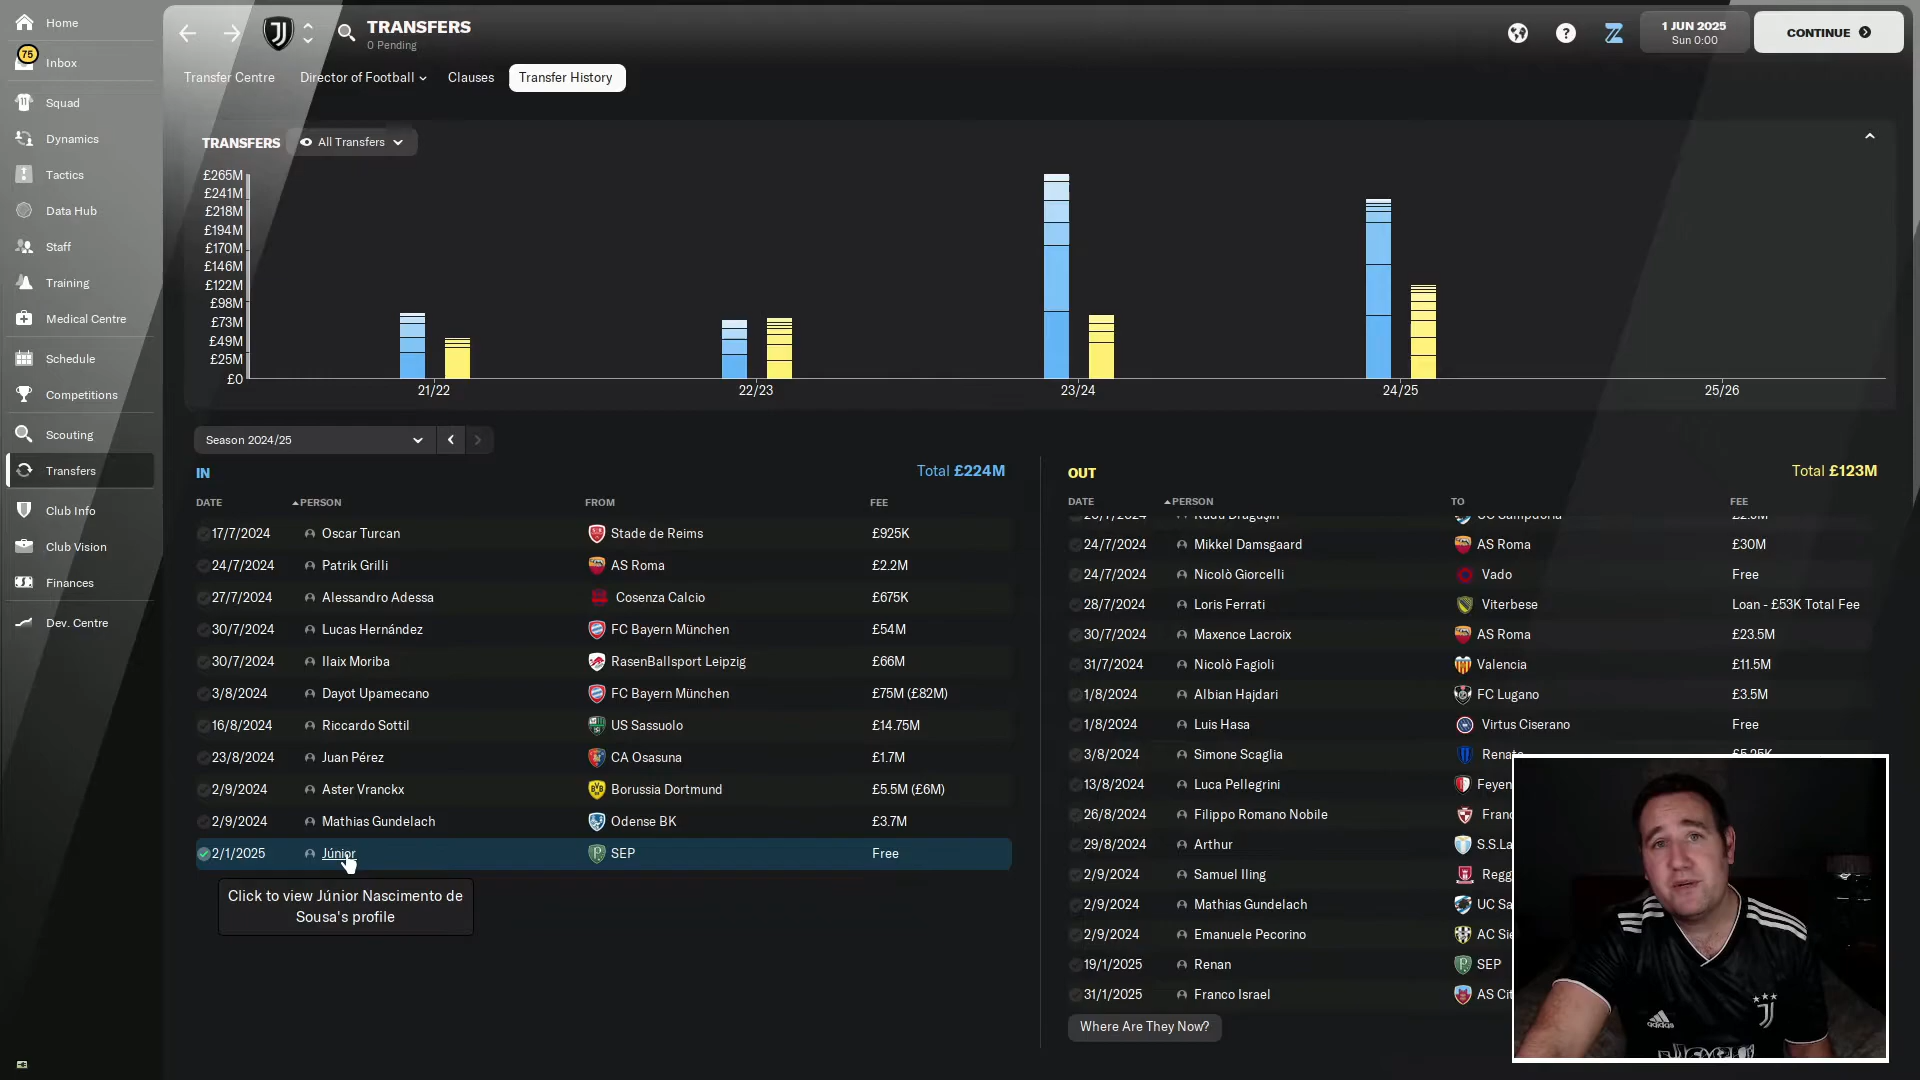 Home
75
Inbox
Squad
Dynamics
Tactics
Data Hub
Staff
Training
Medical Centre
Schedule
Competitions
Scouting
Transfers
Club Info
Club Vision
Finances
Dev. Centre
TRANSFERS
0 Pending
1 JUN 2025
Sun 0:00
CONTINUE
Transfer Centre
Director of Football
Clauses
Transfer History
TRANSFERS
All Transfers
£265M
£241M
£218M
£194M
£170M
£146M
£122M
£98M
£73M
£49M
£25M
£0
21/22
22/23
23/24
24/25
25/26
Season 2024/25
IN
Total £224M
DATE PERSON FROM FEE
17/7/2024 Oscar Turcan Stade de Reims £925K
24/7/2024 Patrik Grilli AS Roma £2.2M
27/7/2024 Alessandro Adessa Cosenza Calcio £675K
30/7/2024 Lucas Hernández FC Bayern München £54M
30/7/2024 Ilaix Moriba RasenBallsport Leipzig £66M
3/8/2024 Dayot Upamecano FC Bayern München £75M (£82M)
16/8/2024 Riccardo Sottil US Sassuolo £14.75M
23/8/2024 Juan Pérez CA Osasuna £1.7M
2/9/2024 Aster Vranckx Borussia Dortmund £5.5M (£6M)
2/9/2024 Mathias Gundelach Odense BK £3.7M
2/1/2025 Júnior SEP Free
Click to view Júnior Nascimento de
Sousa's profile
OUT
Total £123M
DATE PERSON TO FEE
24/7/2024 Mikkel Damsgaard AS Roma £30M
24/7/2024 Nicolò Giorcelli Vado Free
28/7/2024 Loris Ferrati Viterbese Loan - £53K Total Fee
30/7/2024 Maxence Lacroix AS Roma £23.5M
31/7/2024 Nicolò Fagioli Valencia £11.5M
1/8/2024 Albian Hajdari FC Lugano £3.5M
1/8/2024 Luis Hasa Virtus Ciserano Free
3/8/2024 Simone Scaglia Renate £5.25K
13/8/2024 Luca Pellegrini Feyen
26/8/2024 Filippo Romano Nobile Franc
29/8/2024 Arthur S.S.La
2/9/2024 Samuel Iling Regg
2/9/2024 Mathias Gundelach UC Sa
2/9/2024 Emanuele Pecorino AC Sie
19/1/2025 Renan SEP
31/1/2025 Franco Israel AS Cit
Where Are They Now?
adidas
Jeep